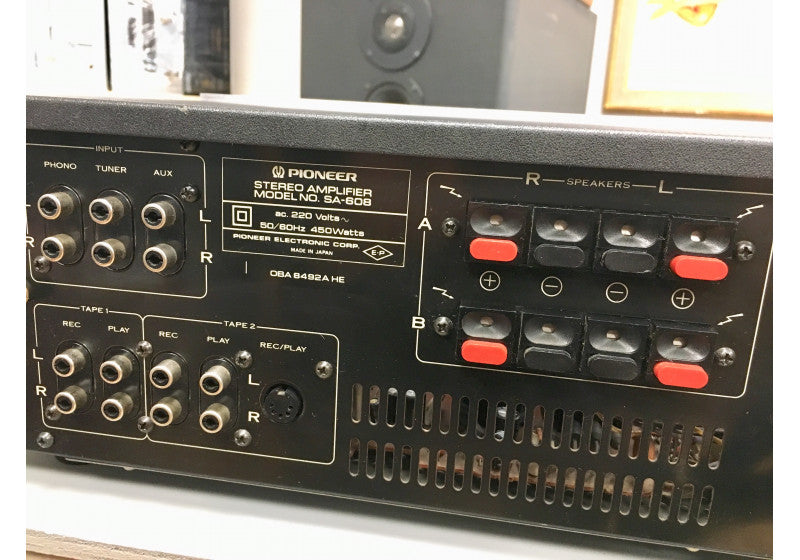 INPUT
PHONO TUNER AUX
L L
R R
PIONEER
STEREO AMPLIFIER
MODEL NO. SA-608
ac. 220 Volts~
50/60Hz 450Watts
PIONEER ELECTRONIC CORP.
MADE IN JAPAN
E-P
OBA 8492A HE
R SPEAKERS L
A
+ − − +
B
TAPE 1 TAPE 2
REC PLAY REC PLAY REC/PLAY
L L
R R